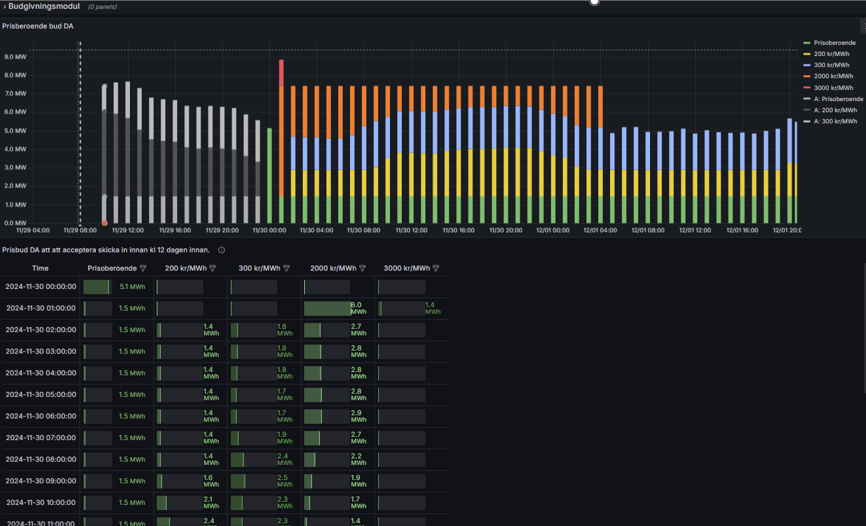 › Budgivningsmodul (0 panels)
Prisberoende bud DA
9.0 MW
8.0 MW
7.0 MW
6.0 MW
5.0 MW
4.0 MW
3.0 MW
2.0 MW
1.0 MW
0.0 MW
11/29 04:00 11/29 08:00 11/29 12:00 11/29 16:00 11/29 20:00 11/30 00:00 11/30 04:00 11/30 08:00 11/30 12:00 11/30 16:00 11/30 20:00 12/01 00:00 12/01 04:00 12/01 08:00 12/01 12:00 12/01 16:00 12/01 20:0
Prisoberoende
200 kr/MWh
300 kr/MWh
2000 kr/MWh
3000 kr/MWh
A: Prisoberoende
A: 200 kr/MWh
A: 300 kr/MWh
Prisbud DA att att acceptera skicka in innan kl 12 dagen innan.
Time Prisoberoende 200 kr/MWh 300 kr/MWh 2000 kr/MWh 3000 kr/MWh
2024-11-30 00:00:00 5.1 MWh
2024-11-30 01:00:00 1.5 MWh 6.0 MWh 1.4 MWh
2024-11-30 02:00:00 1.5 MWh 1.4 MWh 1.8 MWh 2.7 MWh
2024-11-30 03:00:00 1.5 MWh 1.4 MWh 1.8 MWh 2.8 MWh
2024-11-30 04:00:00 1.5 MWh 1.4 MWh 1.8 MWh 2.8 MWh
2024-11-30 05:00:00 1.5 MWh 1.4 MWh 1.7 MWh 2.8 MWh
2024-11-30 06:00:00 1.5 MWh 1.4 MWh 1.7 MWh 2.9 MWh
2024-11-30 07:00:00 1.5 MWh 1.4 MWh 1.9 MWh 2.7 MWh
2024-11-30 08:00:00 1.5 MWh 1.4 MWh 2.4 MWh 2.2 MWh
2024-11-30 09:00:00 1.5 MWh 1.6 MWh 2.5 MWh 1.9 MWh
2024-11-30 10:00:00 1.5 MWh 2.1 MWh 2.3 MWh 1.7 MWh
2024-11-30 11:00:00 1.5 MWh 2.4 2.3 1.4